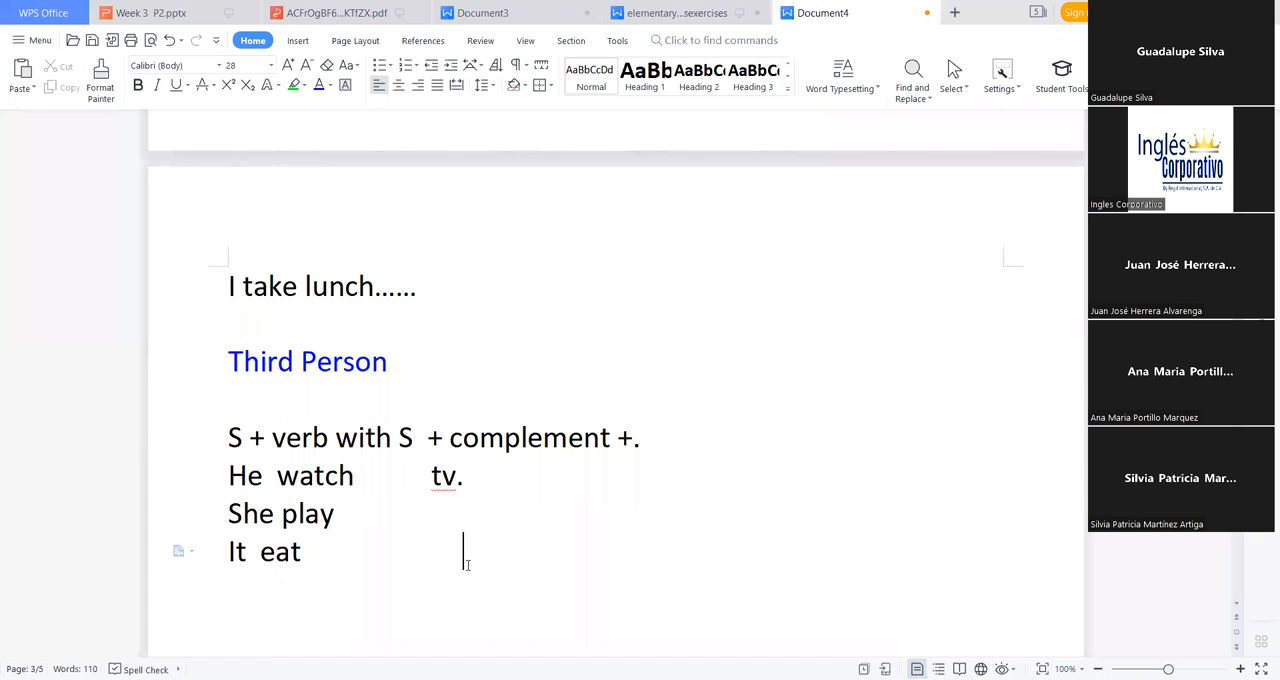 WPS Office
Week 3 P2.pptx
ACFrOgBF6...KTfZX.pdf
Document3
elementary...sexercises
Document4
5
Sign
Menu
Home
Insert
Page Layout
References
Review
View
Section
Tools
Click to find commands
Paste
Cut
Copy
Format Painter
Calibri (Body)
28
AaBbCcDd
Normal
AaBb
Heading 1
AaBbC
Heading 2
AaBbC
Heading 3
Word Typesetting
Find and Replace
Select
Settings
Student Tools
I take lunch......
Third Person
S + verb with S + complement +.
He watch tv.
She play
It eat
Guadalupe Silva
Guadalupe Silva
Inglés
Corporativo
Ingles Corporativo
Juan José Herrera...
Juan José Herrera Alvarenga
Ana Maria Portill...
Ana Maria Portillo Marquez
Silvia Patricia Mar...
Silvia Patricia Martínez Artiga
Page: 3/5
Words: 110
Spell Check
100%